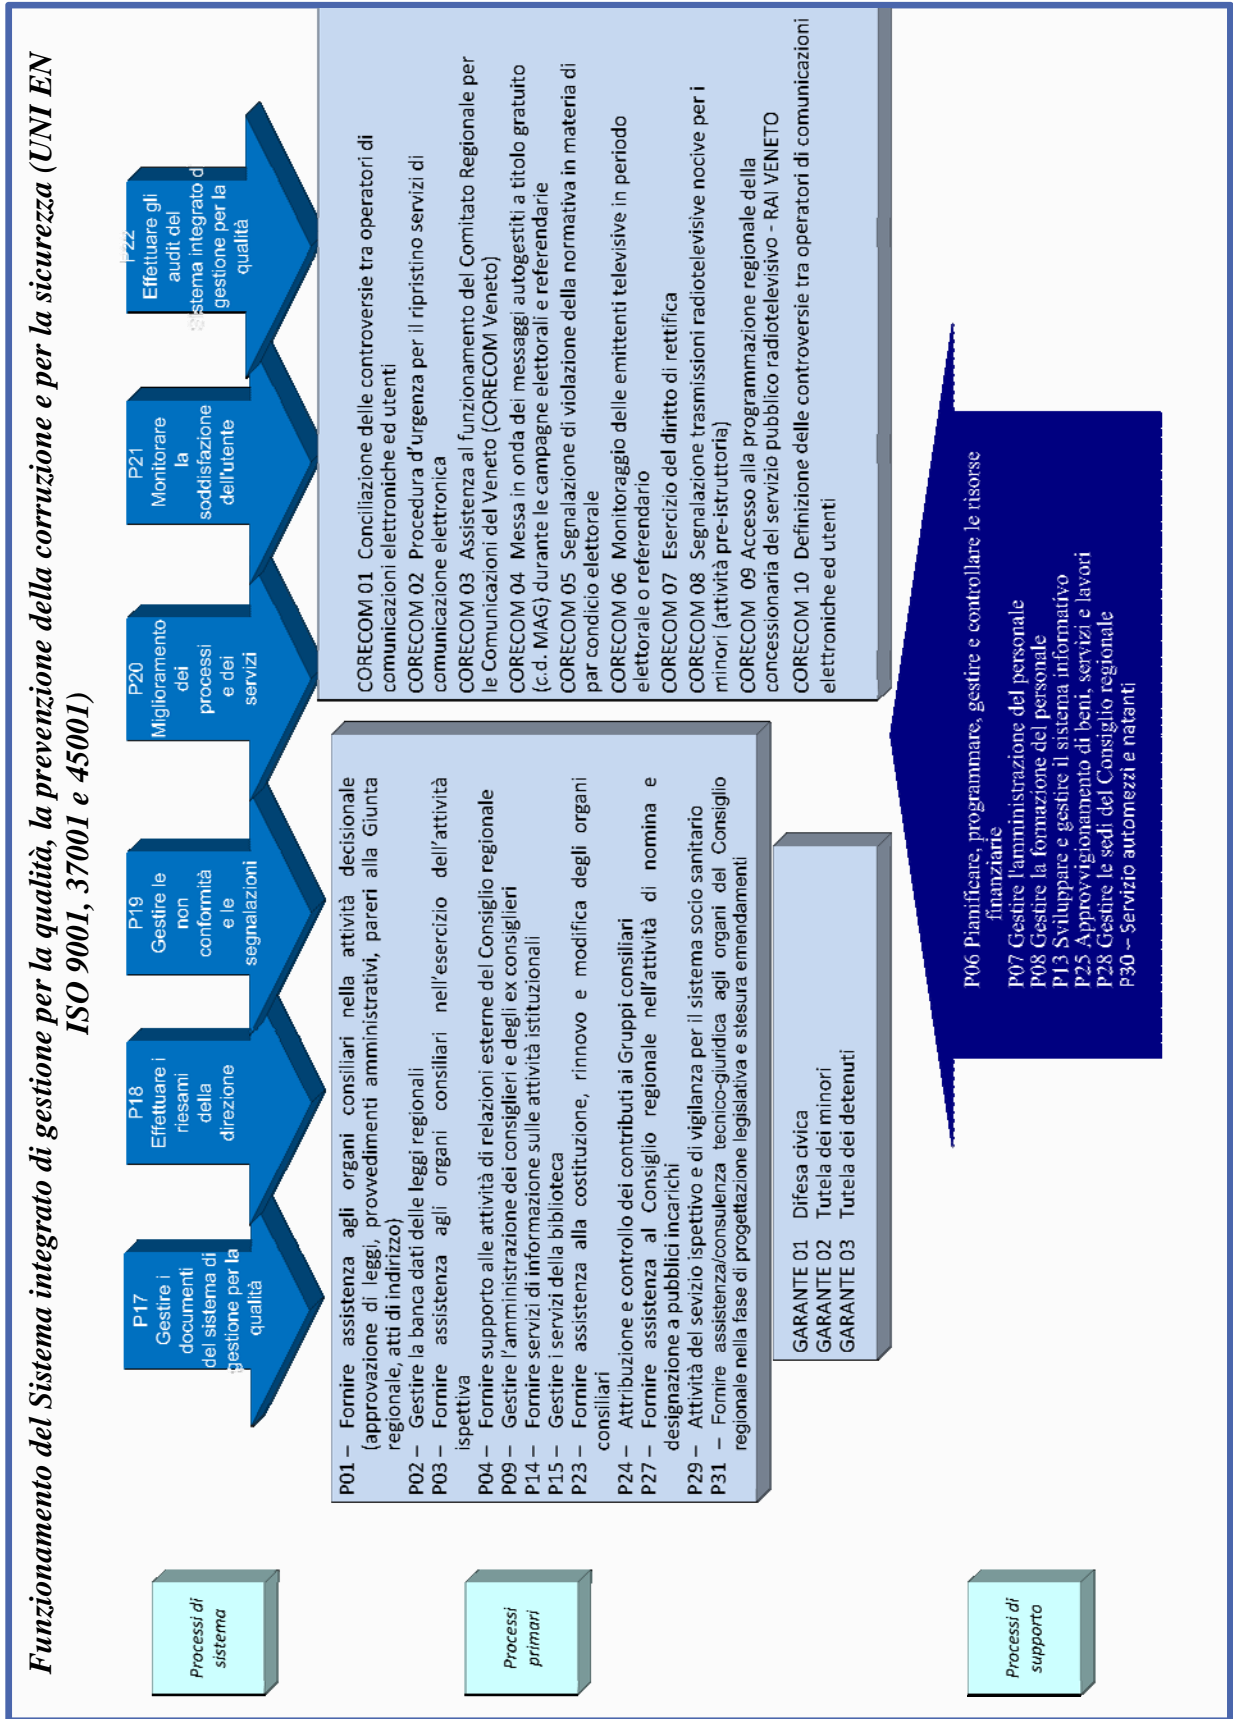 Funzionamento del Sistema integrato di gestione per la qualità, la prevenzione della corruzione e per la sicurezza (UNI EN
ISO 9001, 37001 e 45001)
Processi di
sistema
P17
Gestire i
documenti
del sistema di
gestione per la
qualità
P18
Effettuare i
riesami
della
direzione
P19
Gestire le
non
conformità
e le
segnalazioni
P20
Miglioramento
dei
processi
e dei
servizi
P21
Monitorare
la
soddisfazione
dell'utente
P22
Effettuare gli
audit del
sistema integrato d
gestione per la
qualità
Processi
primari
P01 – Fornire assistenza agli organi consiliari nella attività decisionale
(approvazione di leggi, provvedimenti amministrativi, pareri alla Giunta
regionale, atti di indirizzo)
P02 – Gestire la banca dati delle leggi regionali
P03 – Fornire assistenza agli organi consiliari nell'esercizio dell'attività
ispettiva
P04 – Fornire supporto alle attività di relazioni esterne del Consiglio regionale
P09 – Gestire l'amministrazione dei consiglieri e degli ex consiglieri
P14 – Fornire servizi di informazione sulle attività istituzionali
P15 – Gestire i servizi della biblioteca
P23 – Fornire assistenza alla costituzione, rinnovo e modifica degli organi
consiliari
P24 – Attribuzione e controllo dei contributi ai Gruppi consiliari
P27 – Fornire assistenza al Consiglio regionale nell'attività di nomina e
designazione a pubblici incarichi
P29 – Attività del sevizio ispettivo e di vigilanza per il sistema socio sanitario
P31 – Fornire assistenza/consulenza tecnico-giuridica agli organi del Consiglio
regionale nella fase di progettazione legislativa e stesura emendamenti
GARANTE 01 Difesa civica
GARANTE 02 Tutela dei minori
GARANTE 03 Tutela dei detenuti
CORECOM 01 Conciliazione delle controversie tra operatori di
comunicazioni elettroniche ed utenti
CORECOM 02 Procedura d'urgenza per il ripristino servizi di
comunicazione elettronica
CORECOM 03 Assistenza al funzionamento del Comitato Regionale per
le Comunicazioni del Veneto (CORECOM Veneto)
CORECOM 04 Messa in onda dei messaggi autogestiti a titolo gratuito
(c.d. MAG) durante le campagne elettorali e referendarie
CORECOM 05 Segnalazione di violazione della normativa in materia di
par condicio elettorale
CORECOM 06 Monitoraggio delle emittenti televisive in periodo
elettorale o referendario
CORECOM 07 Esercizio del diritto di rettifica
CORECOM 08 Segnalazione trasmissioni radiotelevisive nocive per i
minori (attività pre-istruttoria)
CORECOM 09 Accesso alla programmazione regionale della
concessionaria del servizio pubblico radiotelevisivo - RAI VENETO
CORECOM 10 Definizione delle controversie tra operatori di comunicazioni
elettroniche ed utenti
Processi di
supporto
P06 Pianificare, programmare, gestire e controllare le risorse
finanziarie
P07 Gestire l'amministrazione del personale
P08 Gestire la formazione del personale
P13 Sviluppare e gestire il sistema informativo
P25 Approvvigionamento di beni, servizi e lavori
P28 Gestire le sedi del Consiglio regionale
P30 – Servizio automezzi e natanti